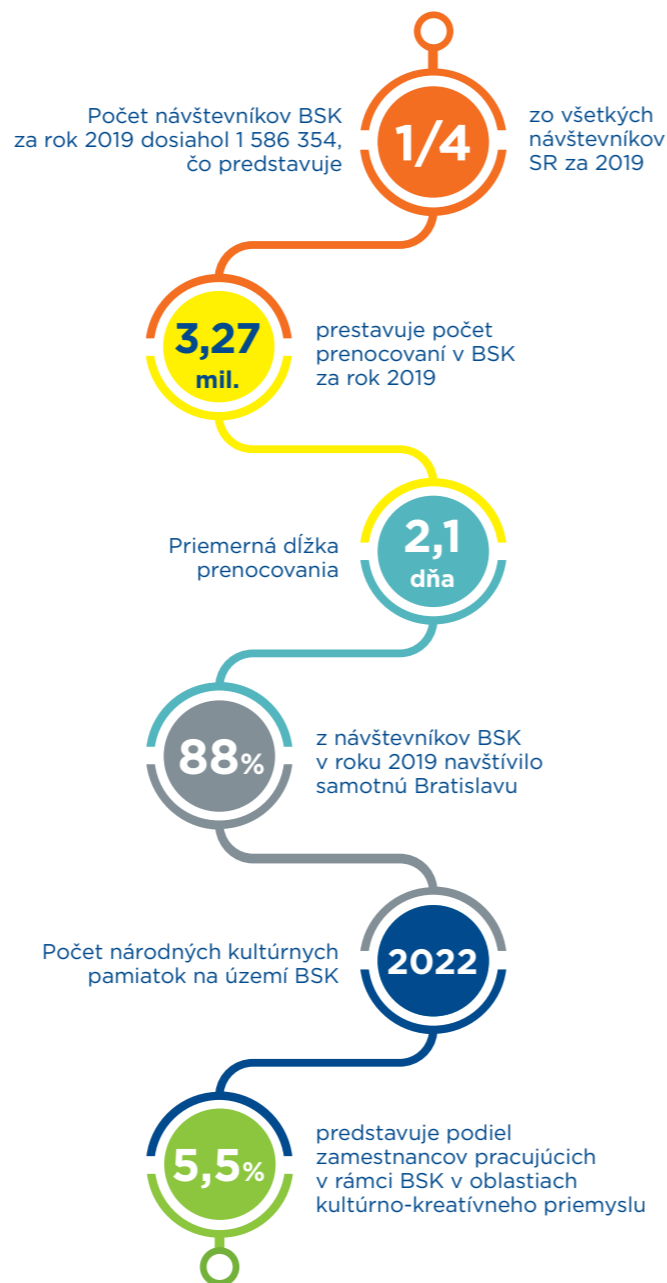 Počet návštevníkov BSK
za rok 2019 dosiahol 1 586 354,
čo predstavuje
1/4
zo všetkých
návštevníkov
SR za 2019
3,27
mil.
prestavuje počet
prenocovaní v BSK
za rok 2019
Priemerná dĺžka
prenocovania
2,1
dňa
88%
z návštevníkov BSK
v roku 2019 navštívilo
samotnú Bratislavu
Počet národných kultúrnych
pamiatok na území BSK
2022
5,5%
predstavuje podiel
zamestnancov pracujúcich
v rámci BSK v oblastiach
kultúrno-kreatívneho priemyslu